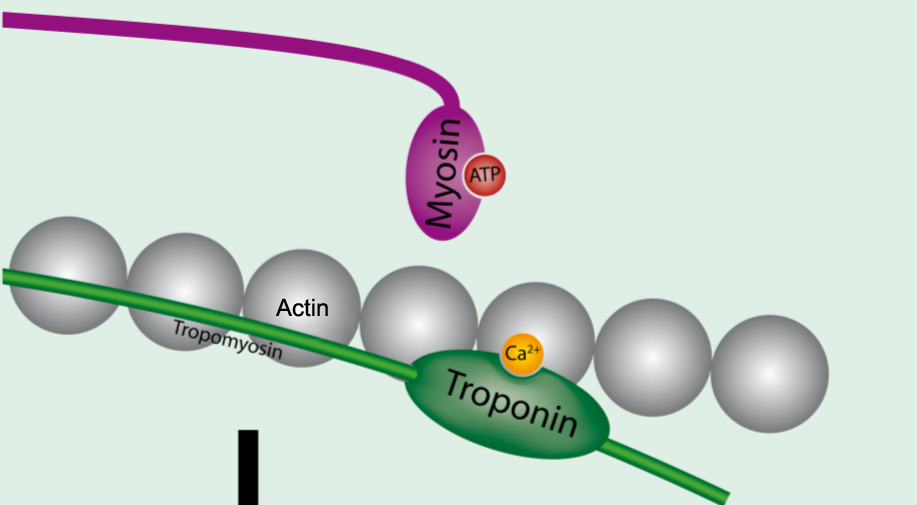 Myosin
ATP
Actin
Tropomyosin
Ca²⁺
Troponin